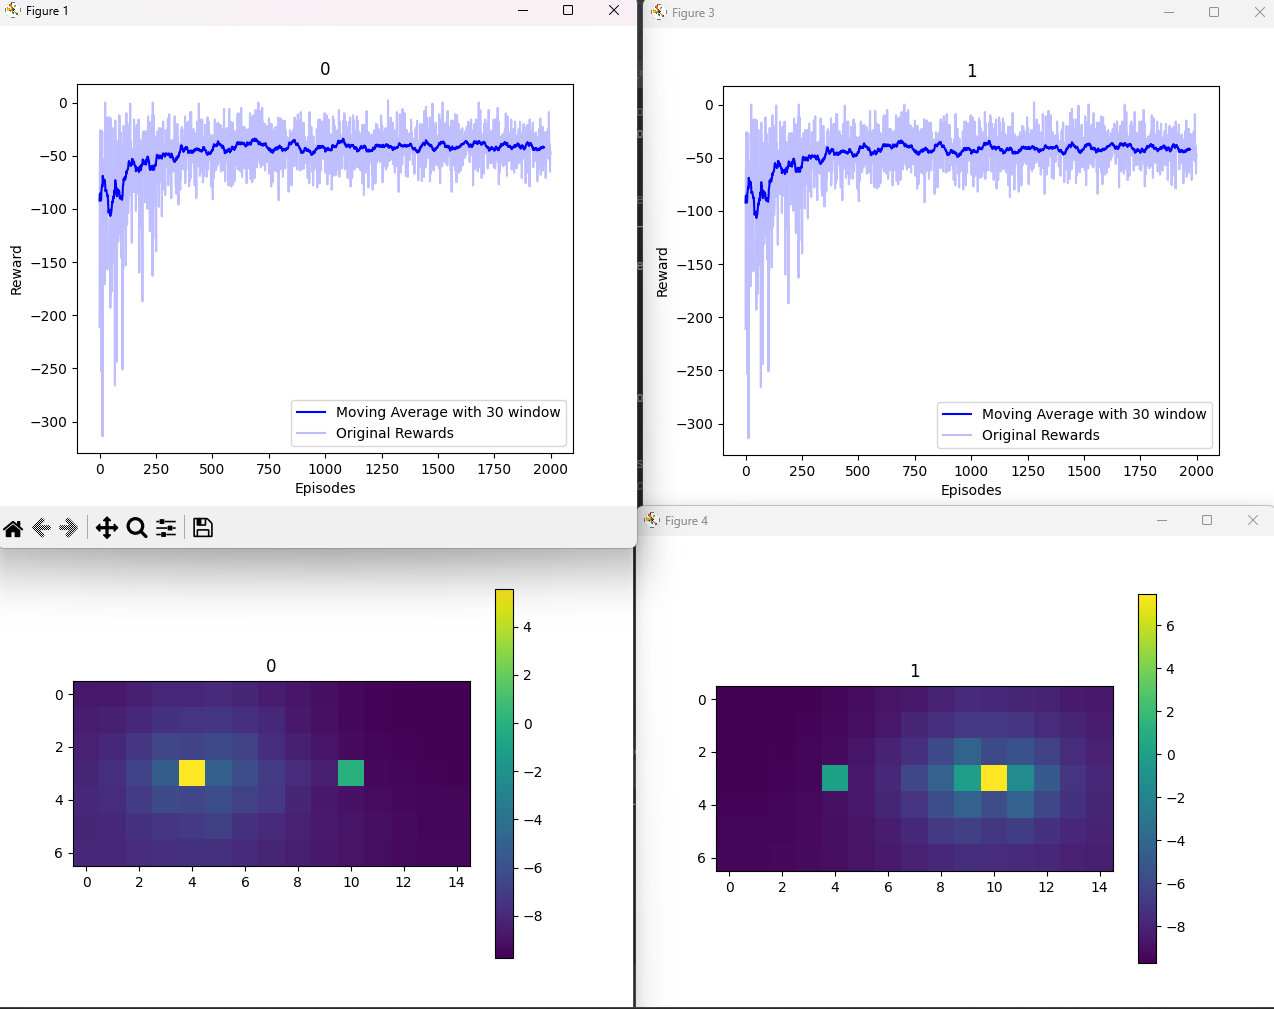 Figure 1
0
0
−50
−100
−150
−200
−250
−300
Reward
Moving Average with 30 window
Original Rewards
0 250 500 750 1000 1250 1500 1750 2000
Episodes
Figure 3
1
0
−50
−100
−150
−200
−250
−300
Reward
Moving Average with 30 window
Original Rewards
0 250 500 750 1000 1250 1500 1750 2000
Episodes
0
0
2
4
6
0 2 4 6 8 10 12 14
4
2
0
−2
−4
−6
−8
Figure 4
1
0
2
4
6
0 2 4 6 8 10 12 14
6
4
2
0
−2
−4
−6
−8